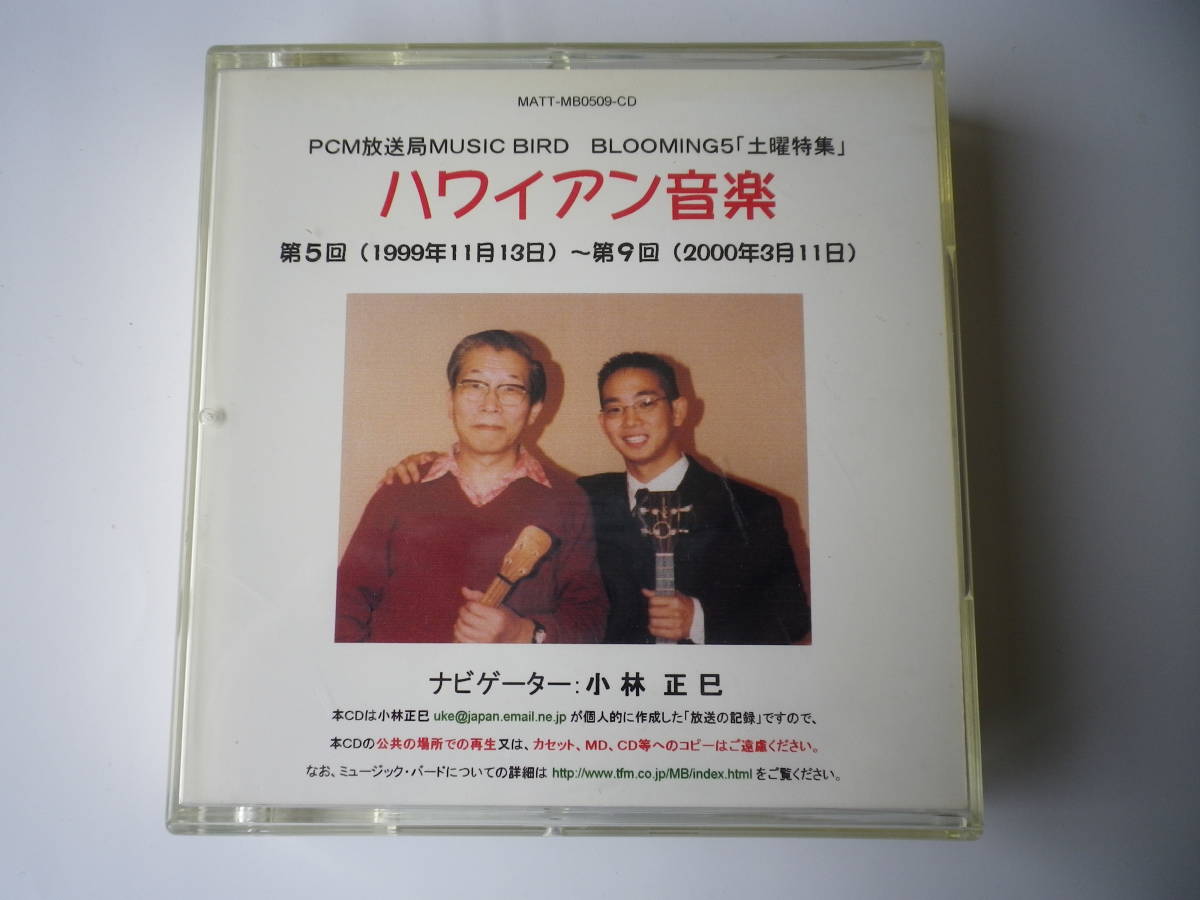 MATT-MB0509-CD
PCM放送局MUSIC BIRD　BLOOMING5「土曜特集」
ハワイアン音楽
第5回（1999年11月13日）～第9回（2000年3月11日）
ナビゲーター：小林 正巳
本CDは小林正巳 uke@japan.email.ne.jp が個人的に作成した「放送の記録」ですので、
本CDの公共の場所での再生又は、カセット、MD、CD等へのコピーはご遠慮ください。
なお、ミュージック・バードについての詳細は http://www.tfm.co.jp/MB/index.html をご覧ください。